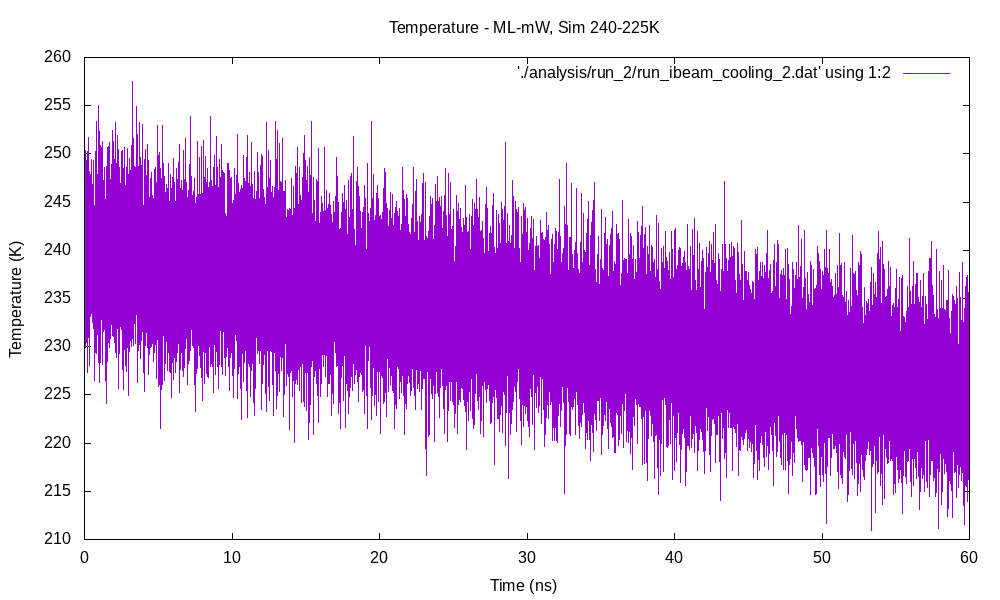 Temperature - ML-mW, Sim 240-225K
'./analysis/run_2/run_ibeam_cooling_2.dat' using 1:2
260
255
250
245
240
235
230
225
220
215
210
Temperature (K)
0 10 20 30 40 50 60
Time (ns)